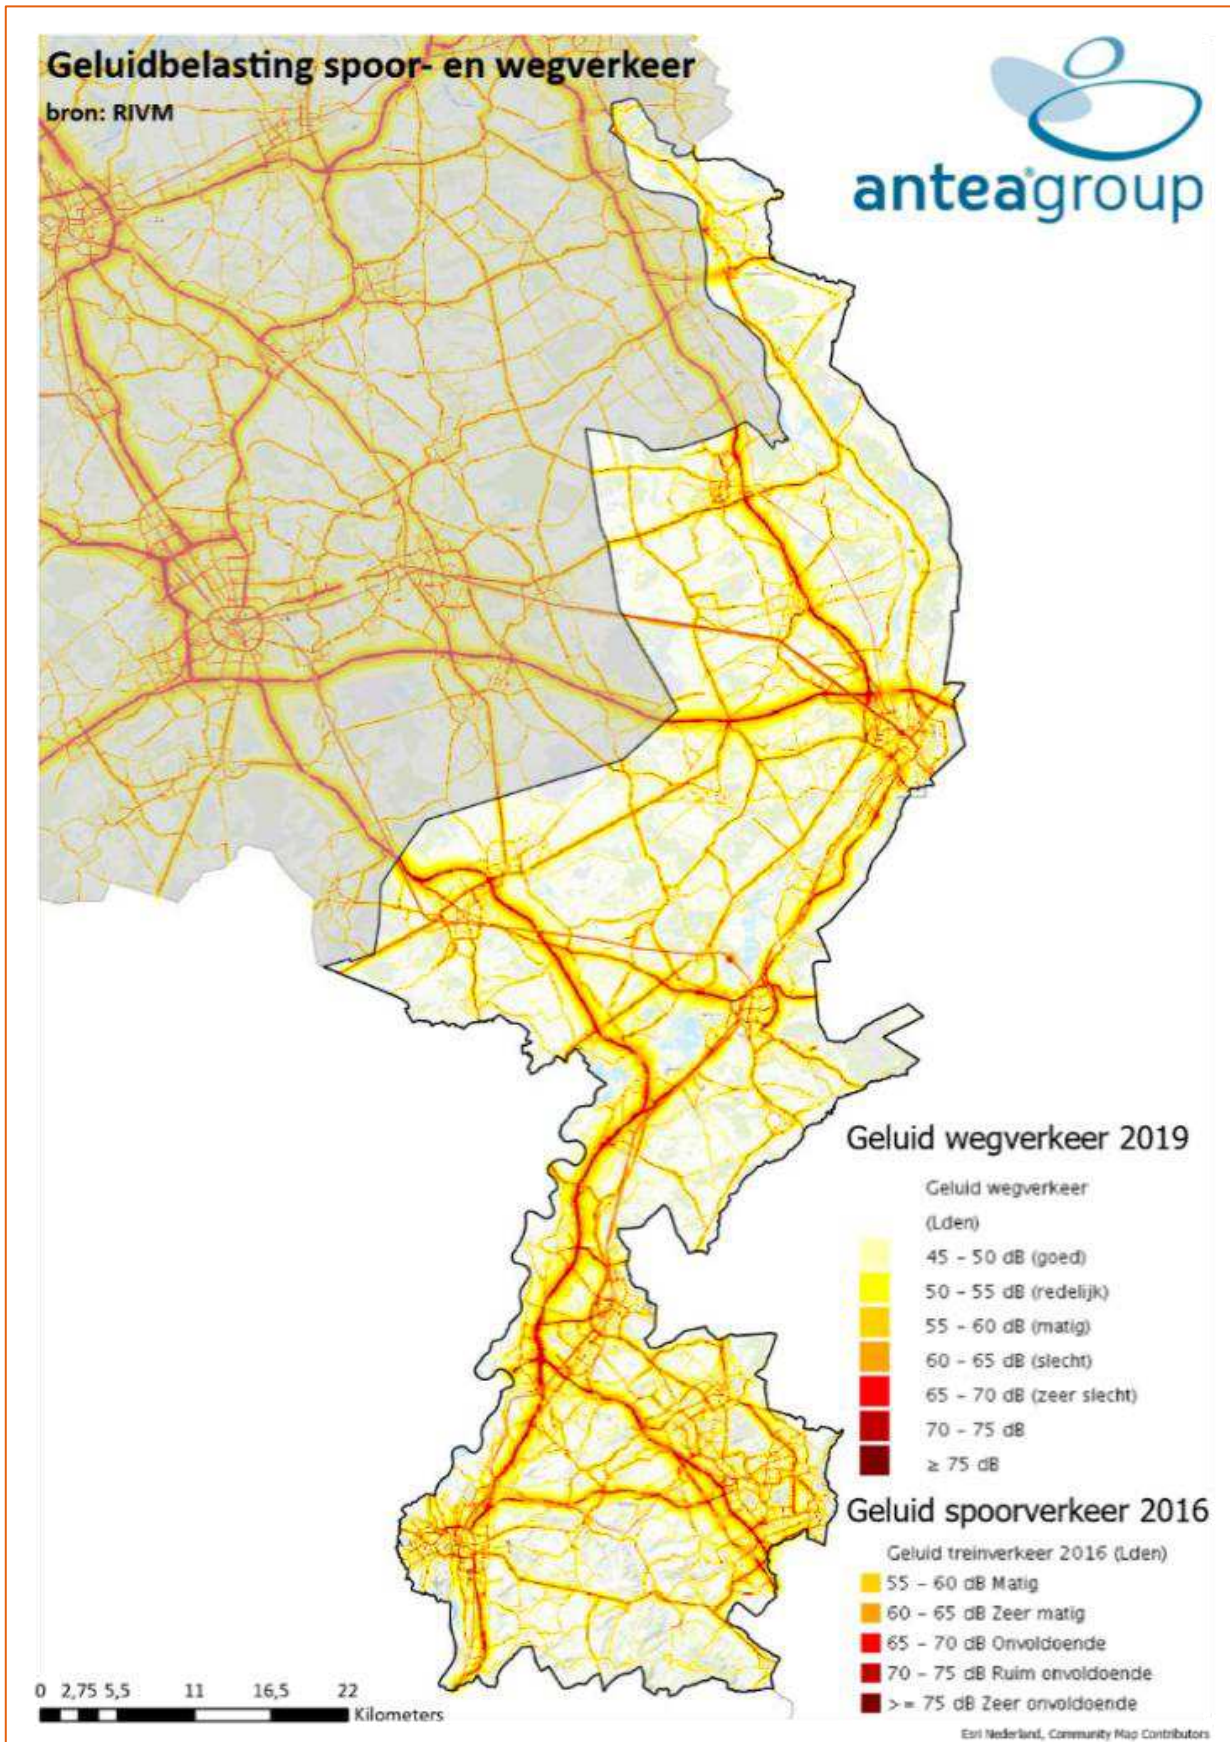 Geluidbelasting spoor- en wegverkeer
bron: RIVM
anteagroup
Geluid wegverkeer 2019
Geluid wegverkeer
(Lden)
45 - 50 dB (goed)
50 - 55 dB (redelijk)
55 - 60 dB (matig)
60 - 65 dB (slecht)
65 - 70 dB (zeer slecht)
70 - 75 dB
≥ 75 dB
Geluid spoorverkeer 2016
Geluid treinverkeer 2016 (Lden)
55 - 60 dB Matig
60 - 65 dB Zeer matig
65 - 70 dB Onvoldoende
70 - 75 dB Ruim onvoldoende
>= 75 dB Zeer onvoldoende
0 2,75 5,5 11 16,5 22
Kilometers
Esri Nederland, Community Map Contributors